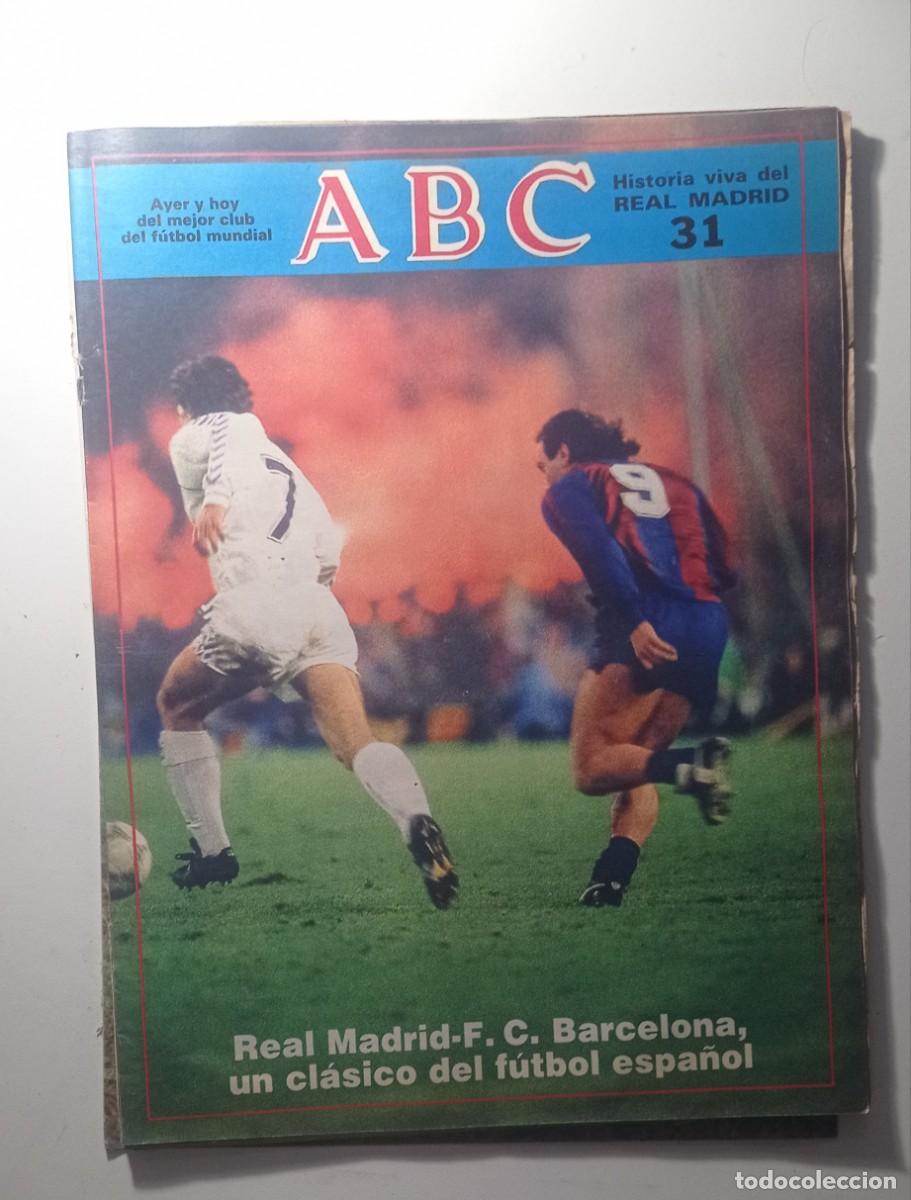 Ayer y hoy
del mejor club
del fútbol mundial
ABC
Historia viva del
REAL MADRID
31
7
9
Real Madrid-F. C. Barcelona,
un clásico del fútbol español
todocoleccion